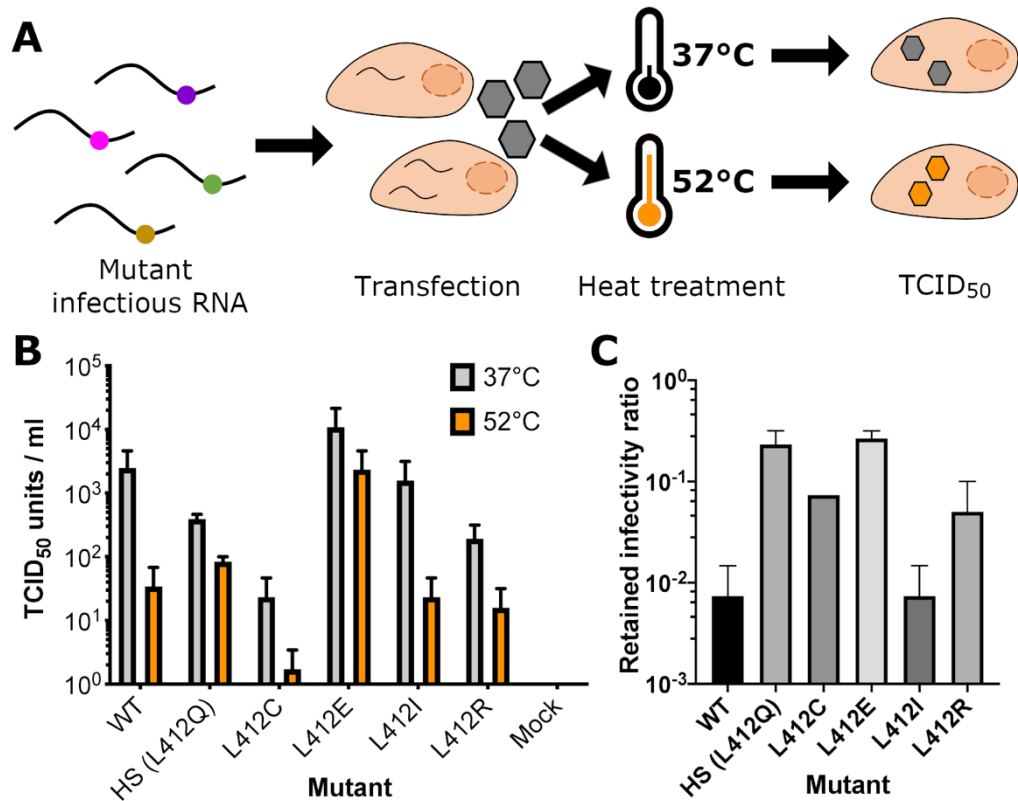 A
37°C
52°C
Mutant
infectious RNA
Transfection
Heat treatment
TCID50
B
TCID50 units / ml
10^5
10^4
10^3
10^2
10^1
10^0
37°C
52°C
WT
HS (L412Q)
L412C
L412E
L412I
L412R
Mock
Mutant
C
Retained infectivity ratio
10^0
10^-1
10^-2
10^-3
WT
HS (L412Q)
L412C
L412E
L412I
L412R
Mutant